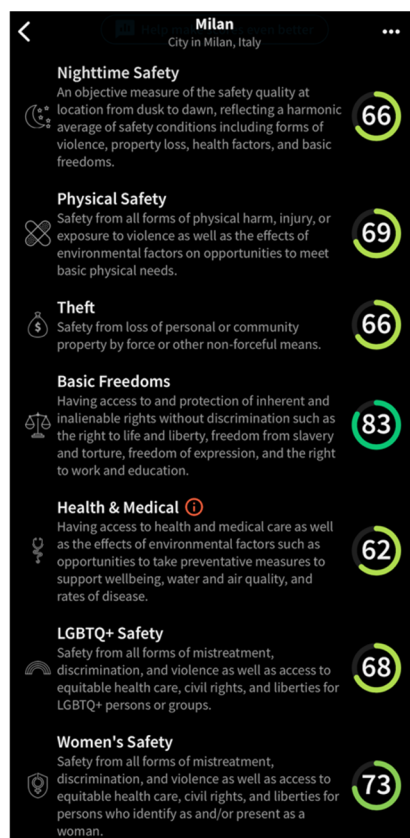 Milan
City in Milan, Italy
Nighttime Safety
An objective measure of the safety quality at
location from dusk to dawn, reflecting a harmonic
average of safety conditions including forms of
violence, property loss, health factors, and basic
freedoms.
66
Physical Safety
Safety from all forms of physical harm, injury, or
exposure to violence as well as the effects of
environmental factors on opportunities to meet
basic physical needs.
69
Theft
Safety from loss of personal or community
property by force or other non-forceful means.
66
Basic Freedoms
Having access to and protection of inherent and
inalienable rights without discrimination such as
the right to life and liberty, freedom from slavery
and torture, freedom of expression, and the right
to work and education.
83
Health & Medical
Having access to health and medical care as well
as the effects of environmental factors such as
opportunities to take preventative measures to
support wellbeing, water and air quality, and
rates of disease.
62
LGBTQ+ Safety
Safety from all forms of mistreatment,
discrimination, and violence as well as access to
equitable health care, civil rights, and liberties for
LGBTQ+ persons or groups.
68
Women's Safety
Safety from all forms of mistreatment,
discrimination, and violence as well as access to
equitable health care, civil rights, and liberties for
persons who identify as and/or present as a
woman.
73